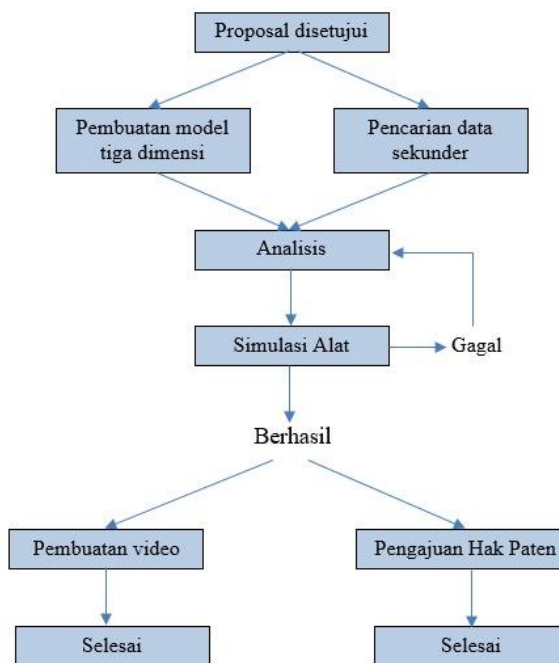 Proposal disetujui
Pembuatan model
tiga dimensi
Pencarian data
sekunder
Analisis
Simulasi Alat
Gagal
Berhasil
Pembuatan video
Pengajuan Hak Paten
Selesai
Selesai